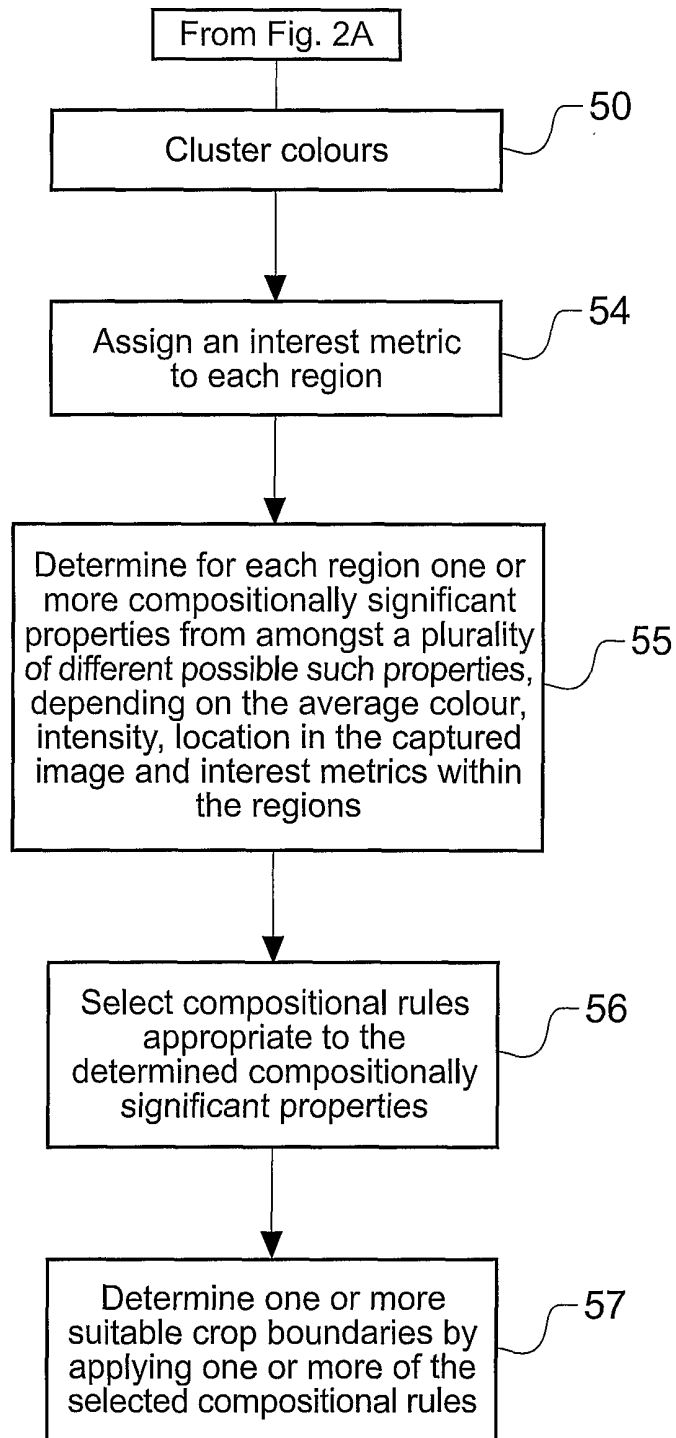 From Fig. 2A
Cluster colours
50
Assign an interest metric
to each region
54
Determine for each region one or
more compositionally significant
properties from amongst a plurality
of different possible such properties,
depending on the average colour,
intensity, location in the captured
image and interest metrics within
the regions
55
Select compositional rules
appropriate to the
determined compositionally
significant properties
56
Determine one or more
suitable crop boundaries by
applying one or more of the
selected compositional rules
57